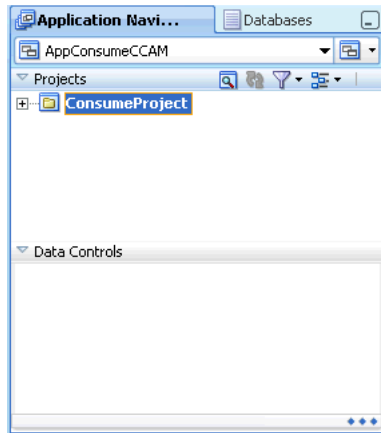 Application Navi... Databases
AppConsumeCCAM
Projects
ConsumeProject
Data Controls